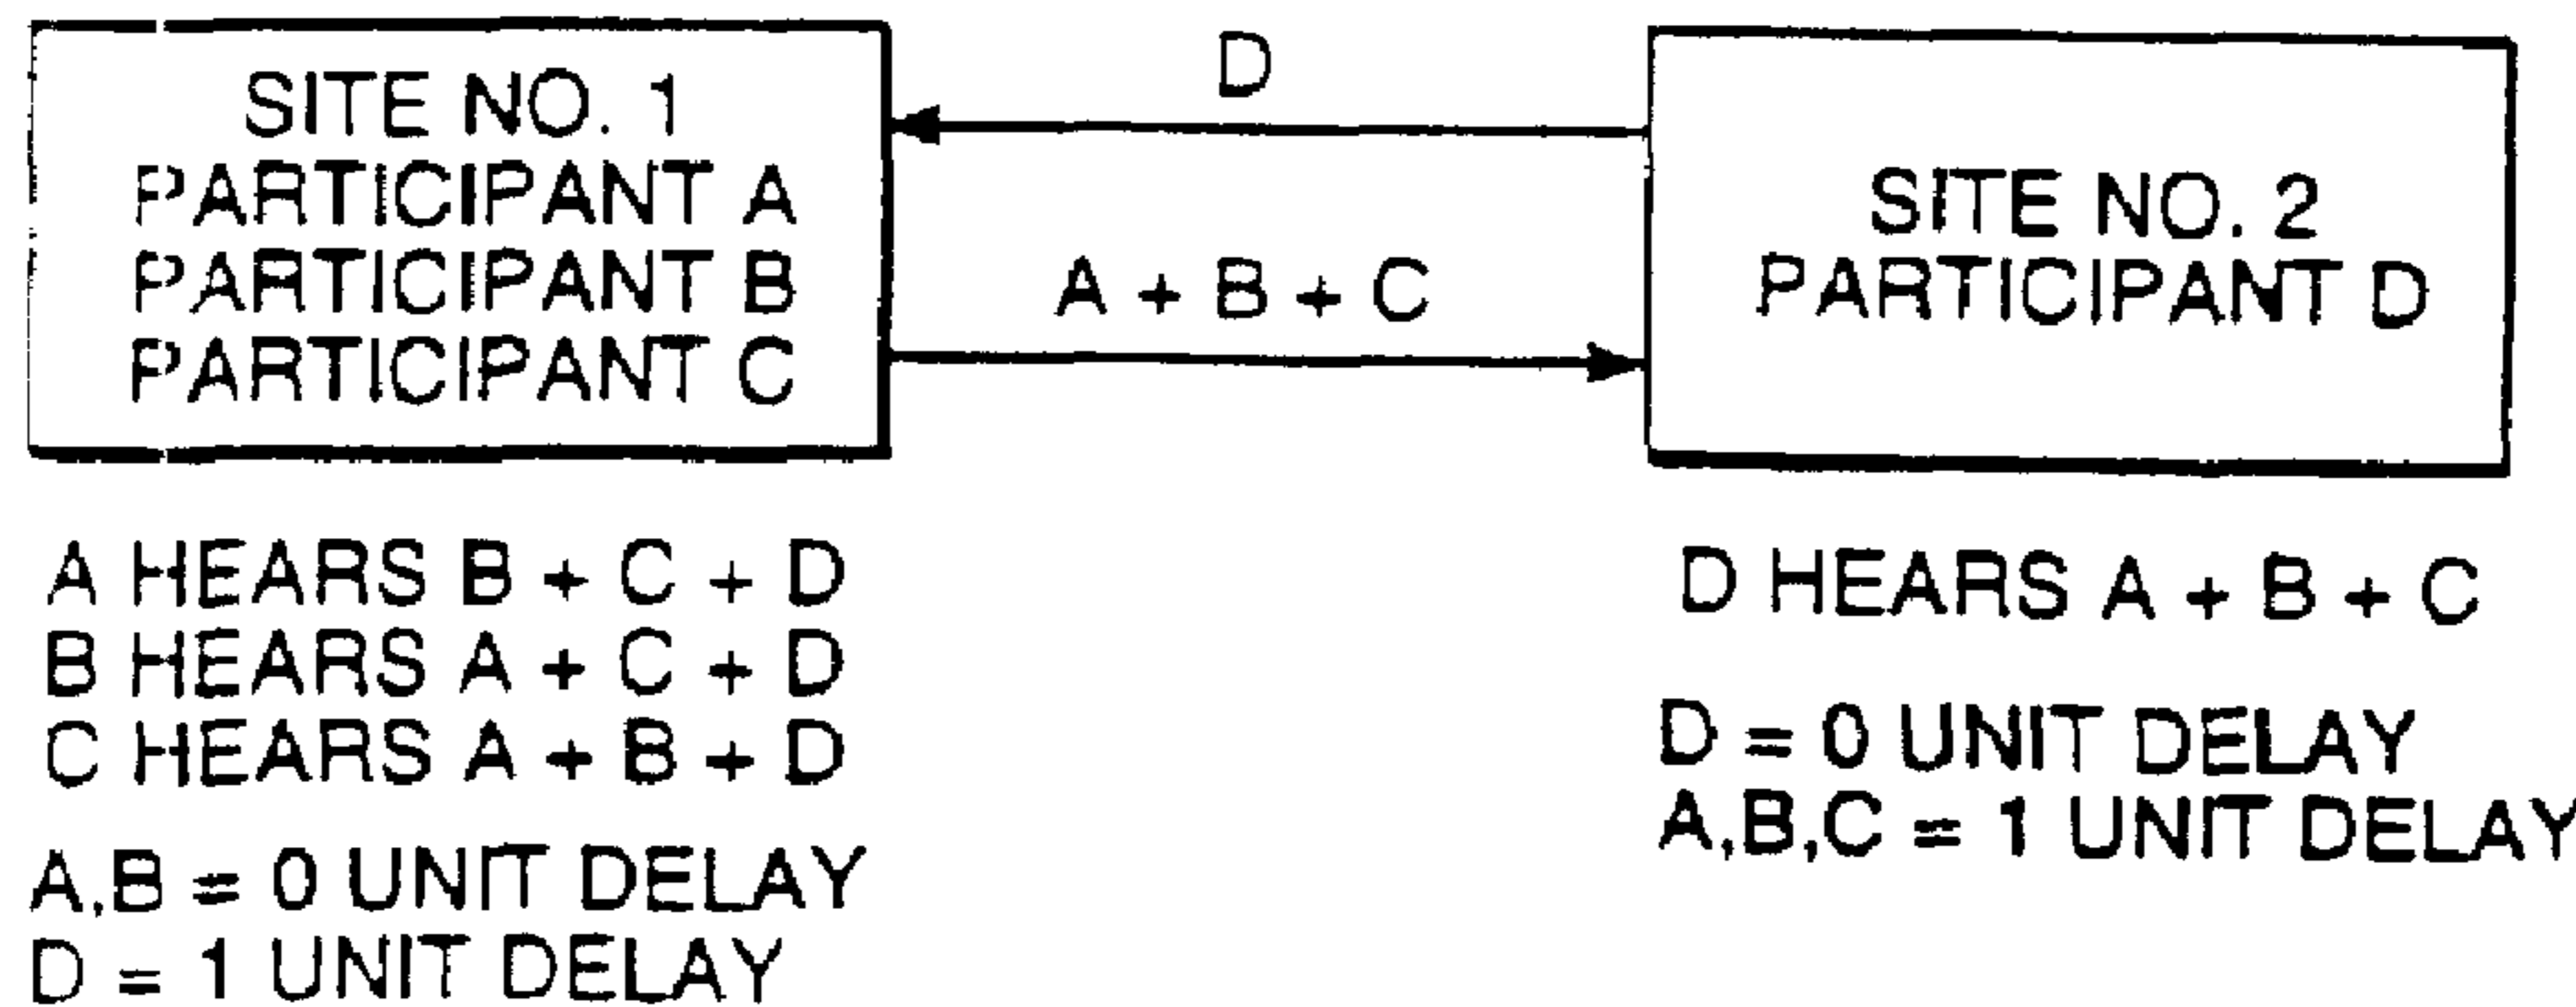 SITE NO. 1
PARTICIPANT A
PARTICIPANT B
PARTICIPANT C
D
A + B + C
SITE NO. 2
PARTICIPANT D
A HEARS B + C + D
B HEARS A + C + D
C HEARS A + B + D
A,B = 0 UNIT DELAY
D = 1 UNIT DELAY
D HEARS A + B + C
D = 0 UNIT DELAY
A,B,C = 1 UNIT DELAY